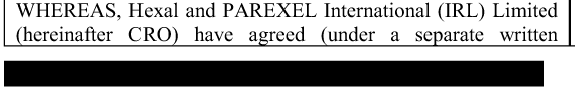 WHEREAS, Hexal and PAREXEL International (IRL) Limited
(hereinafter CRO) have agreed (under a separate written